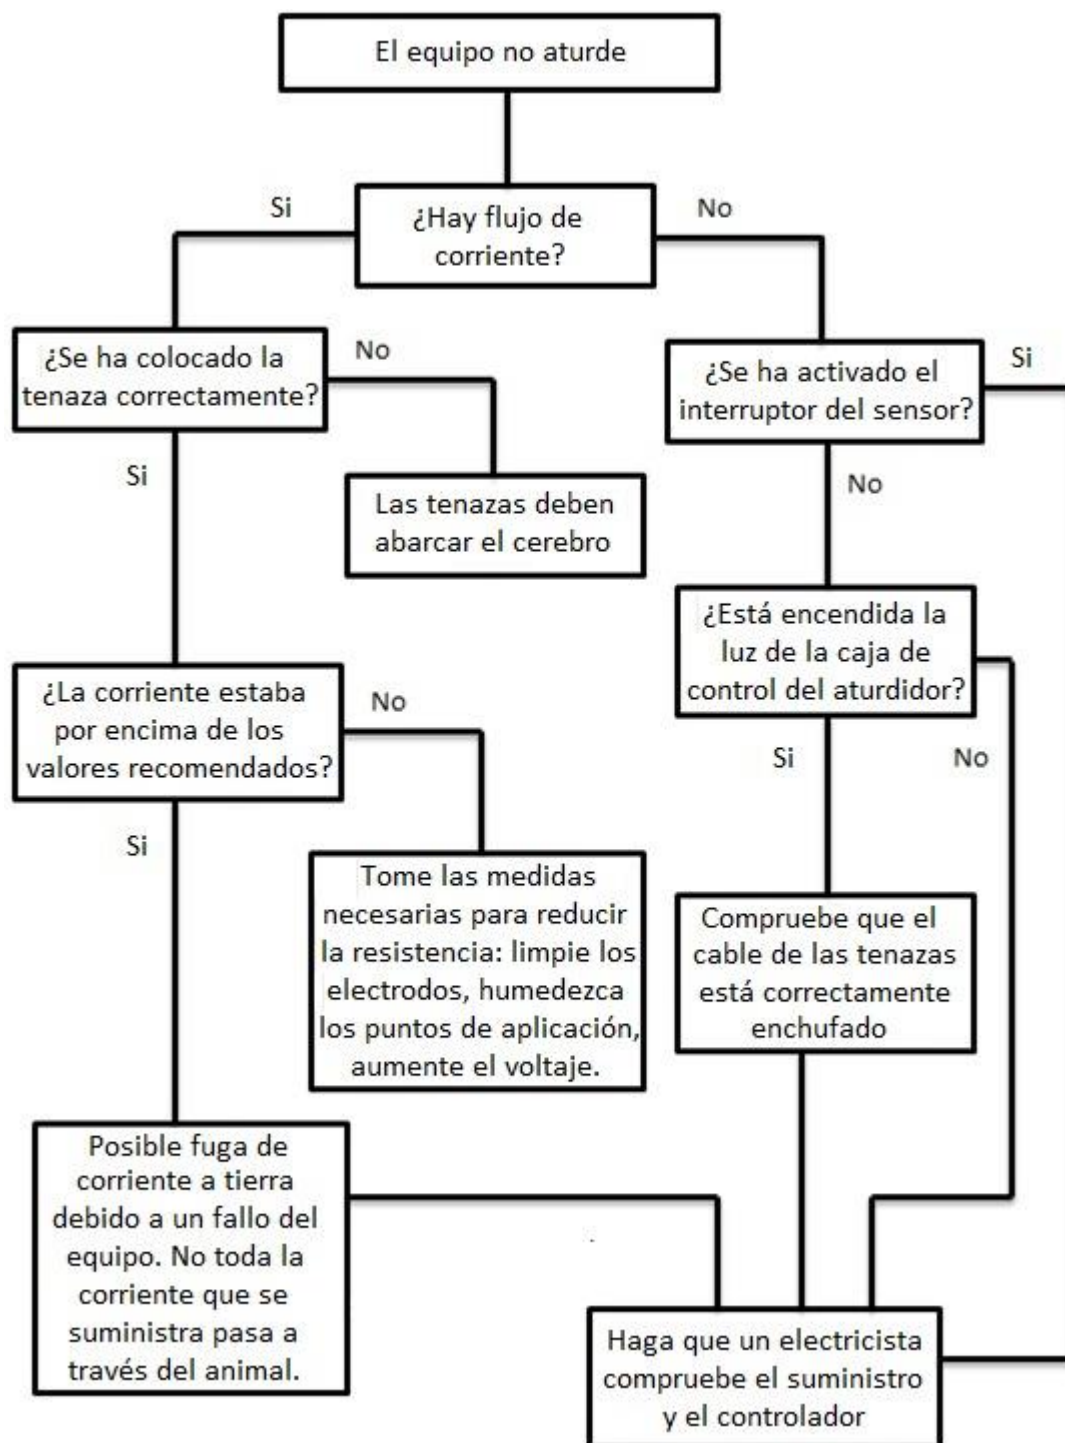 El equipo no aturde
Si
¿Hay flujo de
corriente?
No
¿Se ha colocado la
tenaza correctamente?
No
¿Se ha activado el
interruptor del sensor?
Si
Si
Las tenazas deben
abarcar el cerebro
No
¿Está encendida la
luz de la caja de
control del aturdidor?
¿La corriente estaba
por encima de los
valores recomendados?
No
Si
No
Si
Tome las medidas
necesarias para reducir
la resistencia: limpie los
electrodos, humedezca
los puntos de aplicación,
aumente el voltaje.
Compruebe que el
cable de las tenazas
está correctamente
enchufado
Posible fuga de
corriente a tierra
debido a un fallo del
equipo. No toda la
corriente que se
suministra pasa a
través del animal.
Haga que un electricista
compruebe el suministro
y el controlador